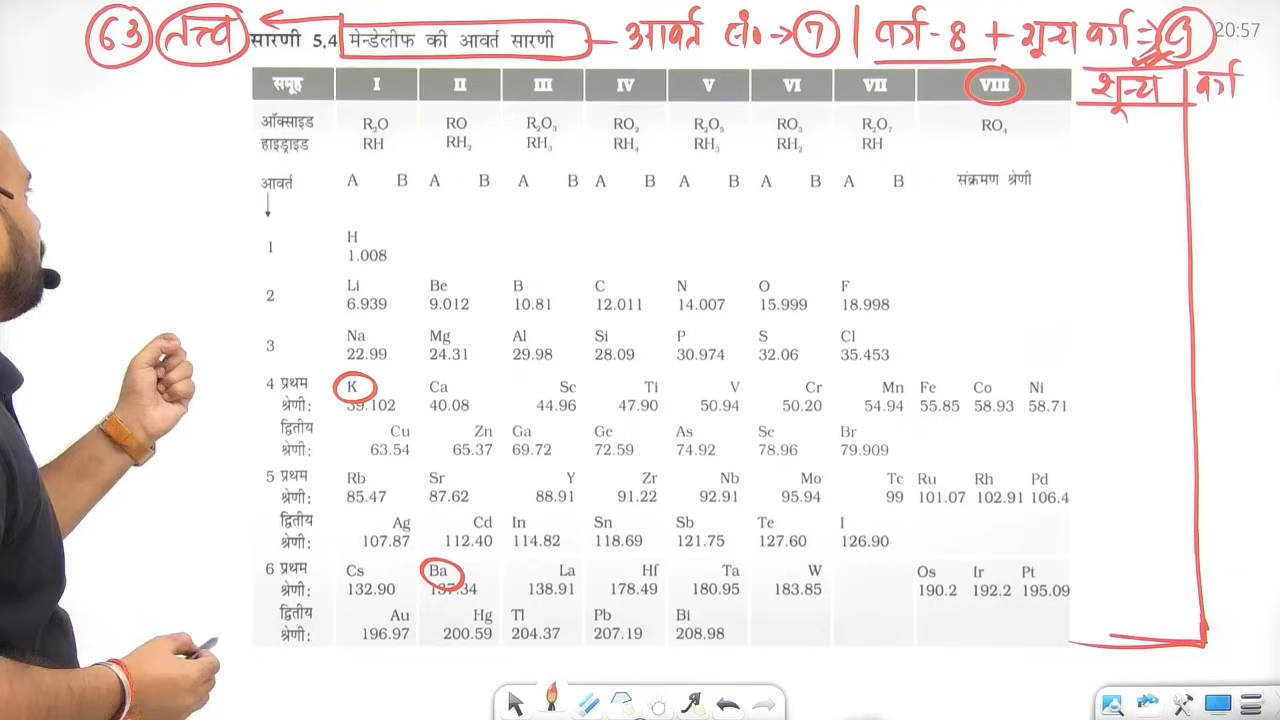 63 तत्त्व सारणी 5.4 मेन्डेलीफ की आवर्त सारणी – आवर्त सं० → 7 | वर्ग - 8 + शून्य वर्ग ⇒ 9 20:57
समूह I II III IV V VI VII VIII शून्य वर्ग
ऑक्साइड R₂O RO R₂O₃ RO₂ R₂O₅ RO₃ R₂O₇ RO₄
हाइड्राइड RH RH₂ RH₃ RH₄ RH₃ RH₂ RH
आवर्त A B A B A B A B A B A B A B संक्रमण श्रेणी
↓
H
1 1.008
Li Be B C N O F
2 6.939 9.012 10.81 12.011 14.007 15.999 18.998
Na Mg Al Si P S Cl
3 22.99 24.31 29.98 28.09 30.974 32.06 35.453
4 प्रथम K Ca Sc Ti V Cr Mn Fe Co Ni
श्रेणी: 39.102 40.08 44.96 47.90 50.94 50.20 54.94 55.85 58.93 58.71
द्वितीय Cu Zn Ga Ge As Se Br
श्रेणी: 63.54 65.37 69.72 72.59 74.92 78.96 79.909
5 प्रथम Rb Sr Y Zr Nb Mo Tc Ru Rh Pd
श्रेणी: 85.47 87.62 88.91 91.22 92.91 95.94 99 101.07 102.91 106.4
द्वितीय Ag Cd In Sn Sb Te I
श्रेणी: 107.87 112.40 114.82 118.69 121.75 127.60 126.90
6 प्रथम Cs Ba La Hf Ta W Os Ir Pt
श्रेणी: 132.90 137.34 138.91 178.49 180.95 183.85 190.2 192.2 195.09
द्वितीय Au Hg Tl Pb Bi
श्रेणी: 196.97 200.59 204.37 207.19 208.98